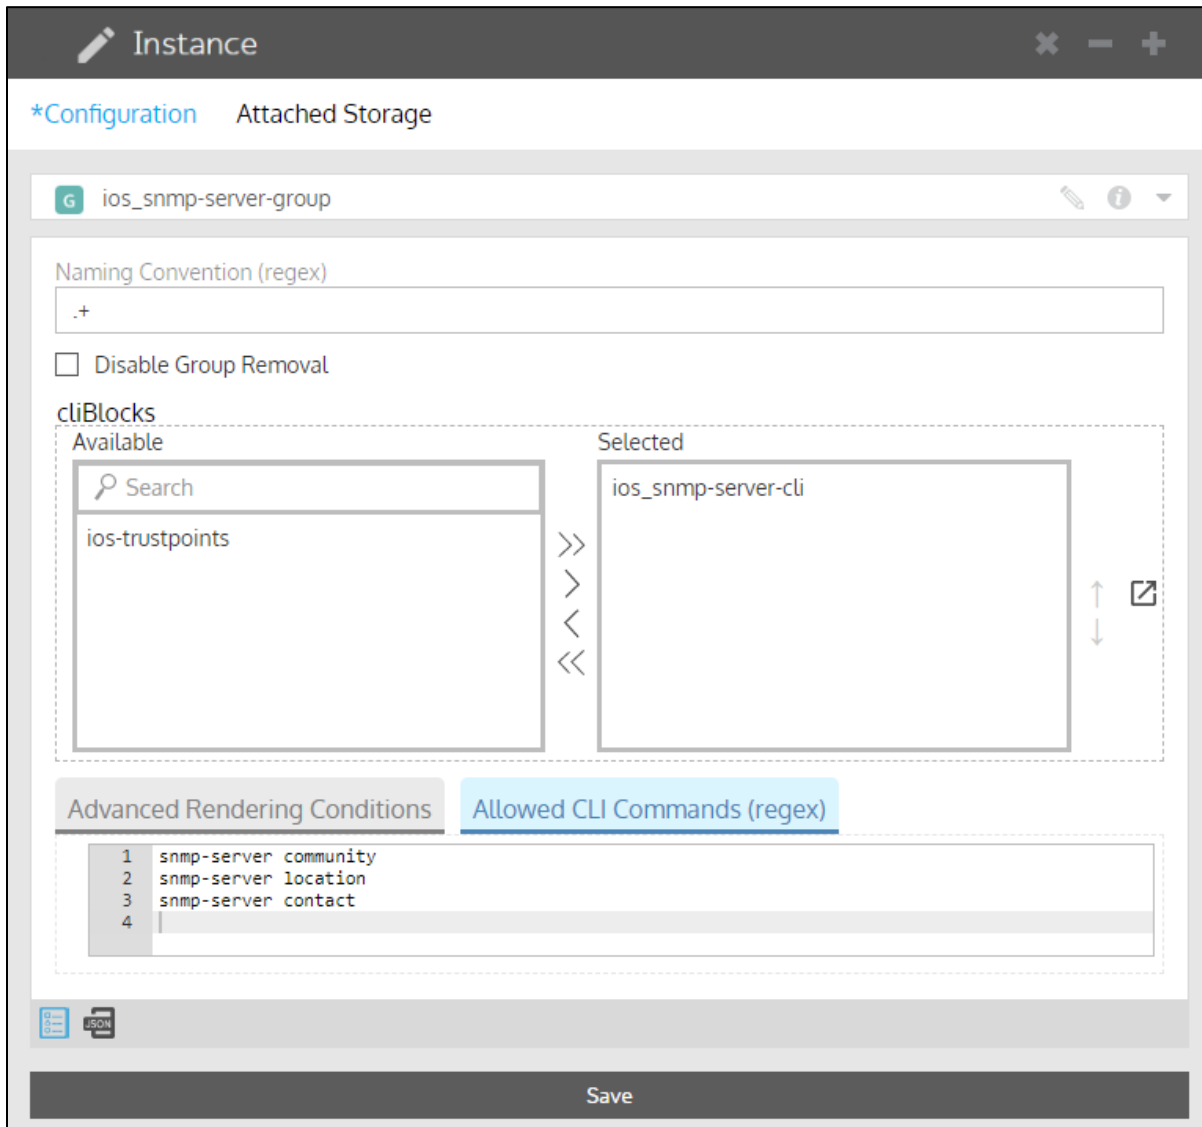 Instance
*Configuration Attached Storage
G ios_snmp-server-group
Naming Convention (regex)
.+
Disable Group Removal
cliBlocks
Available Selected
Search ios_snmp-server-cli
ios-trustpoints
Advanced Rendering Conditions Allowed CLI Commands (regex)
1 snmp-server community
2 snmp-server location
3 snmp-server contact
4
JSON
Save